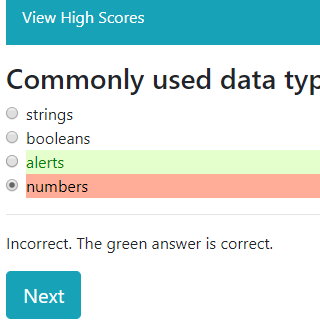 View High Scores
Commonly used data typ
strings
booleans
alerts
numbers
Incorrect. The green answer is correct.
Next